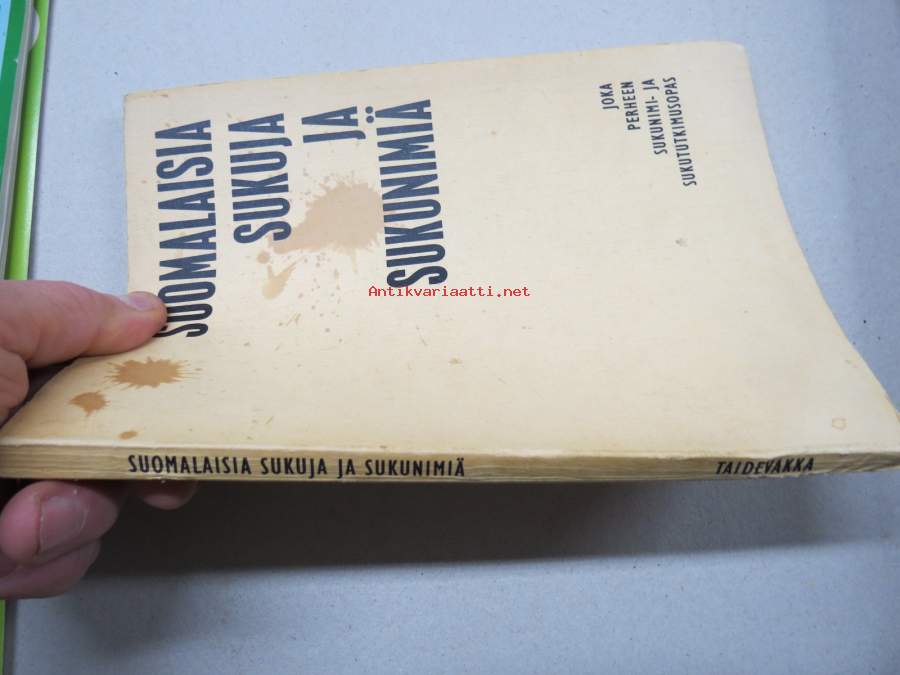 SUOMALAISIA
SUKUJA
JA
SUKUNIMIÄ
JOKA
PERHEEN
SUKUNIMI- JA
SUKUTUTKIMUSOPAS
Antikvariaatti.net
SUOMALAISIA SUKUJA JA SUKUNIMIÄ
TAIDEVAKKA